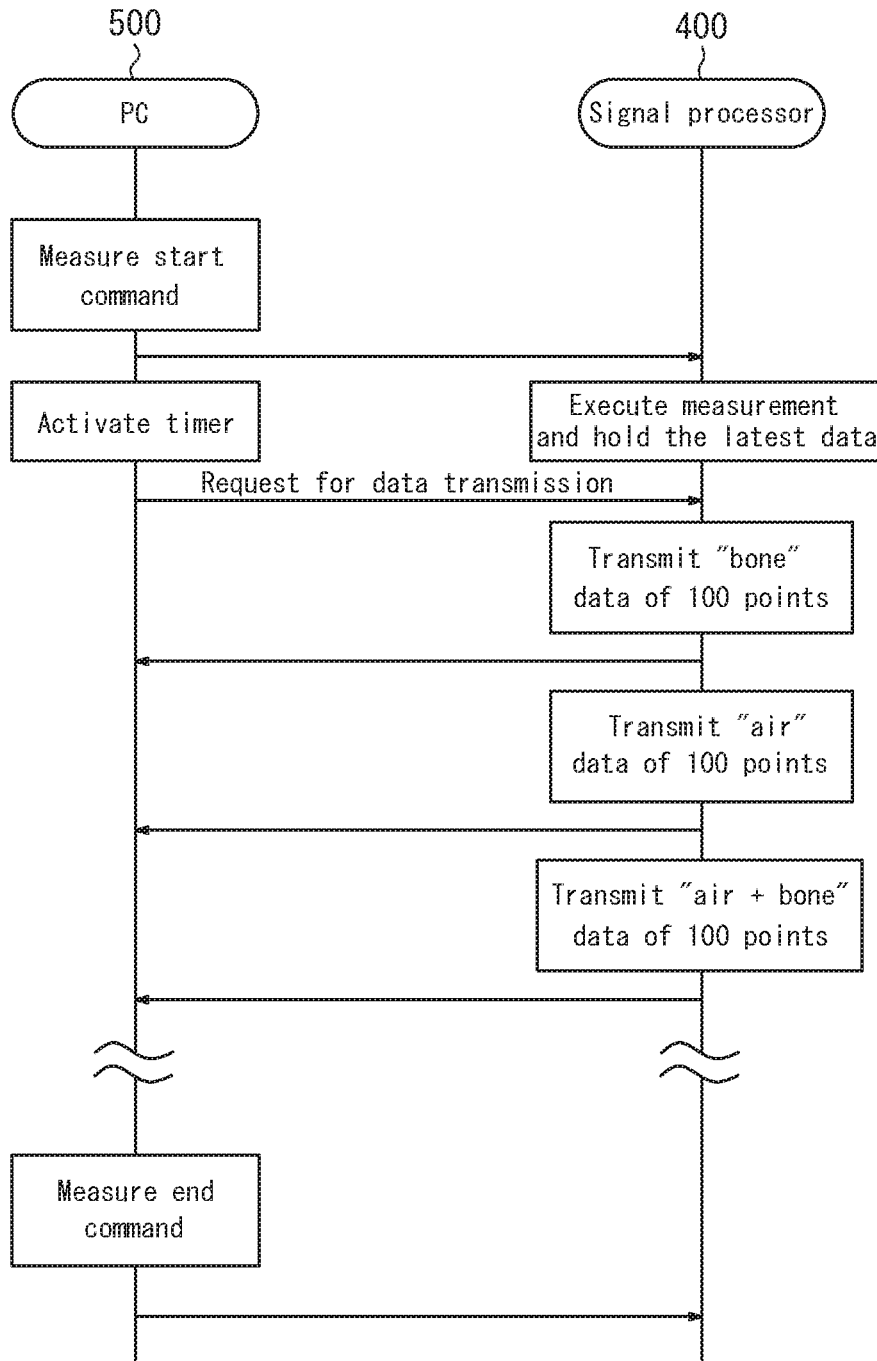 500
400
PC
Signal processor
Measure start
command
Activate timer
Execute measurement
and hold the latest data
Request for data transmission
Transmit "bone"
data of 100 points
Transmit "air"
data of 100 points
Transmit "air + bone"
data of 100 points
Measure end
command